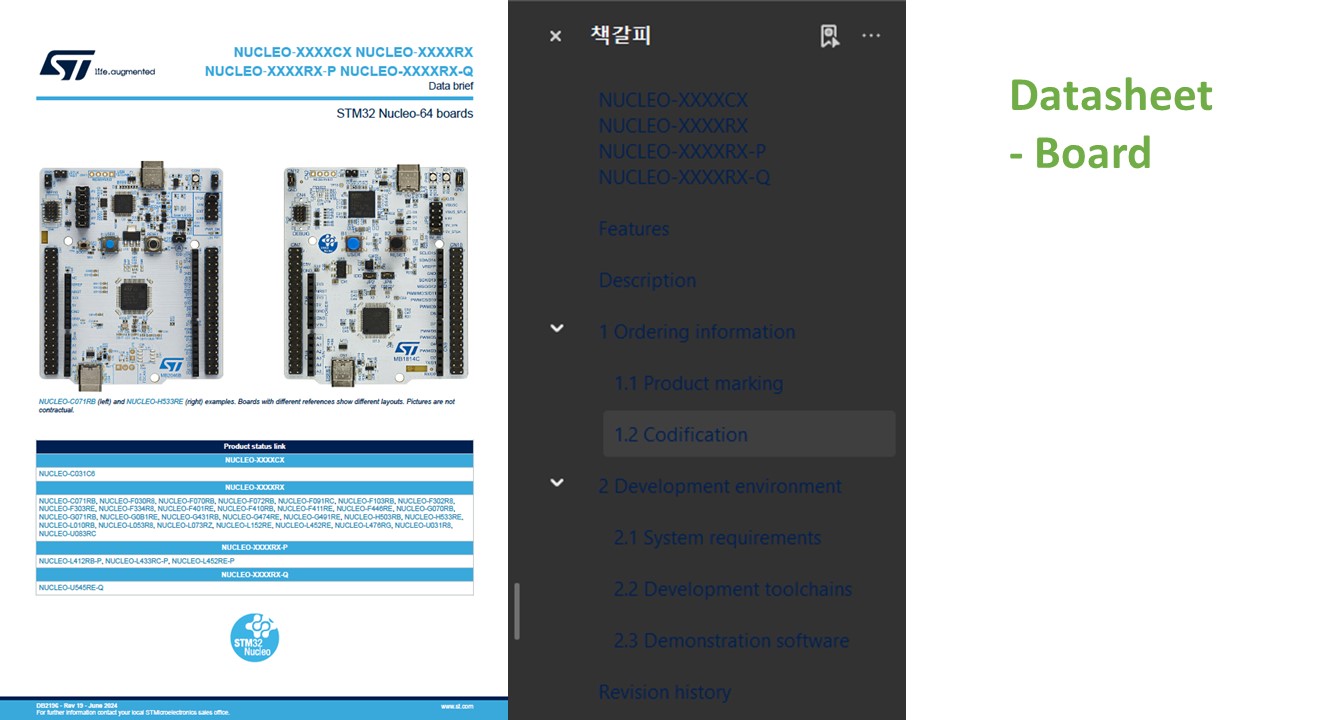 NUCLEO-XXXXCX NUCLEO-XXXXRX
NUCLEO-XXXXRX-P NUCLEO-XXXXRX-Q
Data brief
STM32 Nucleo-64 boards
ST
life.augmented
NUCLEO-C071RB (left) and NUCLEO-H533RE (right) examples. Boards with different references show different layouts. Pictures are not
contractual.
Product status link
NUCLEO-XXXXCX
NUCLEO-C031C6
NUCLEO-XXXXRX
NUCLEO-C071RB, NUCLEO-F030R8, NUCLEO-F070RB, NUCLEO-F072RB, NUCLEO-F091RC, NUCLEO-F103RB, NUCLEO-F302R8,
NUCLEO-F303RE, NUCLEO-F334R8, NUCLEO-F401RE, NUCLEO-F410RB, NUCLEO-F411RE, NUCLEO-F446RE, NUCLEO-G070RB,
NUCLEO-G071RB, NUCLEO-G0B1RE, NUCLEO-G431RB, NUCLEO-G474RE, NUCLEO-G491RE, NUCLEO-H503RB, NUCLEO-H533RE,
NUCLEO-L010RB, NUCLEO-L053R8, NUCLEO-L073RZ, NUCLEO-L152RE, NUCLEO-L452RE, NUCLEO-L476RG, NUCLEO-U031R8,
NUCLEO-U083RC
NUCLEO-XXXXRX-P
NUCLEO-L412RB-P, NUCLEO-L433RC-P, NUCLEO-L452RE-P
NUCLEO-XXXXRX-Q
NUCLEO-U545RE-Q
STM32
Nucleo
DB2196 - Rev 19 - June 2024
For further information contact your local STMicroelectronics sales office.
www.st.com
책갈피
NUCLEO-XXXXCX
NUCLEO-XXXXRX
NUCLEO-XXXXRX-P
NUCLEO-XXXXRX-Q
Features
Description
1 Ordering information
1.1 Product marking
1.2 Codification
2 Development environment
2.1 System requirements
2.2 Development toolchains
2.3 Demonstration software
Revision history
Datasheet
- Board